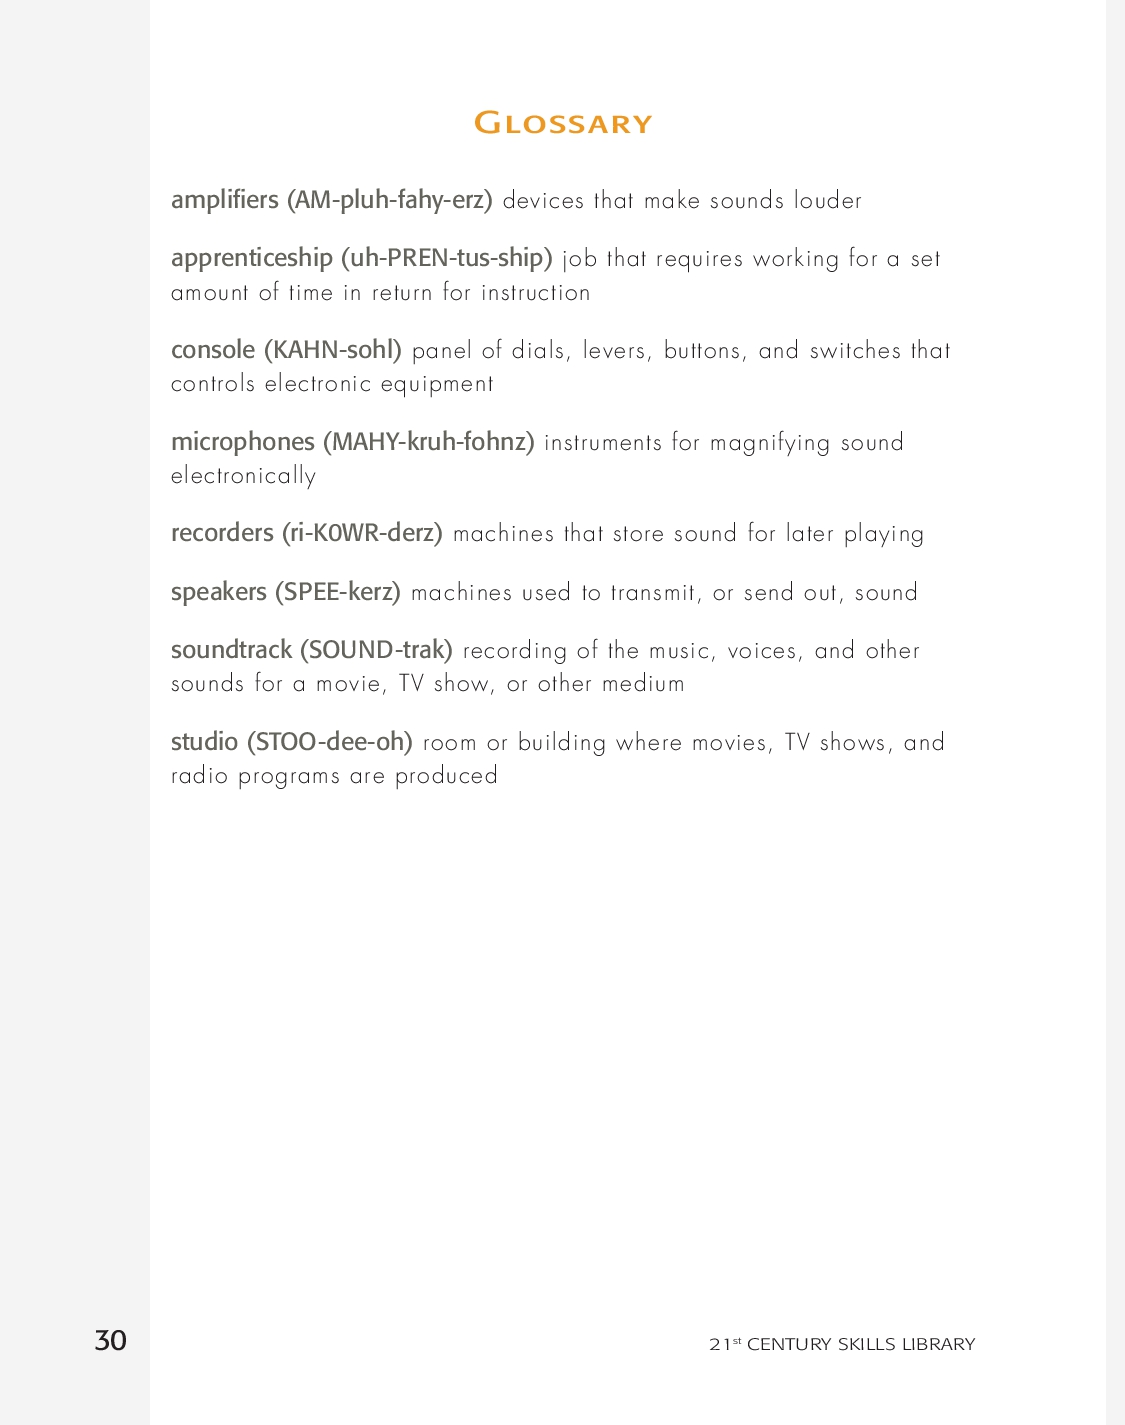 Glossary
amplifiers (AM-pluh-fahy-erz) devices that make sounds louder
apprenticeship (uh-PREN-tus-ship) job that requires working for a set
amount of time in return for instruction
console (KAHN-sohl) panel of dials, levers, buttons, and switches that
controls electronic equipment
microphones (MAHY-kruh-fohnz) instruments for magnifying sound
electronically
recorders (ri-K0WR-derz) machines that store sound for later playing
speakers (SPEE-kerz) machines used to transmit, or send out, sound
soundtrack (SOUND-trak) recording of the music, voices, and other
sounds for a movie, TV show, or other medium
studio (STOO-dee-oh) room or building where movies, TV shows, and
radio programs are produced
30
21st CENTURY SKILLS LIBRARY